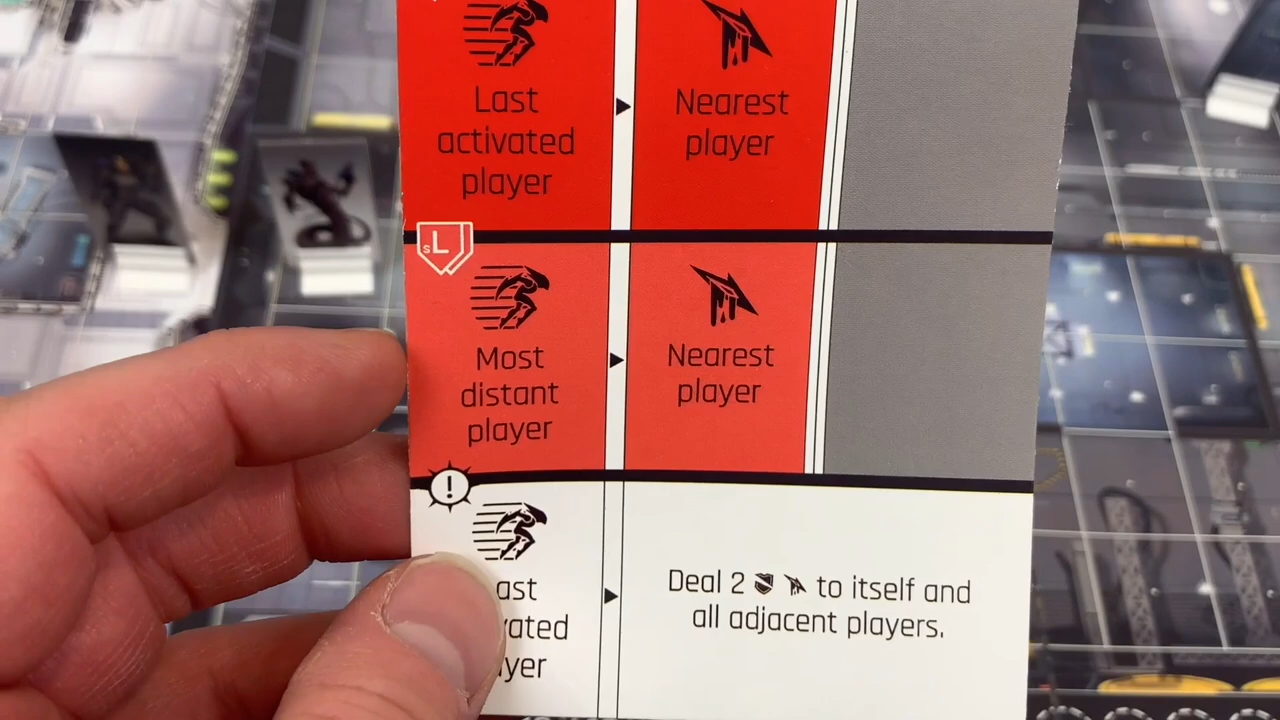 Last
activated
player
Nearest
player
sL
Most
distant
player
Nearest
player
!
ast
vated
yer
Deal 2 to itself and
all adjacent players.